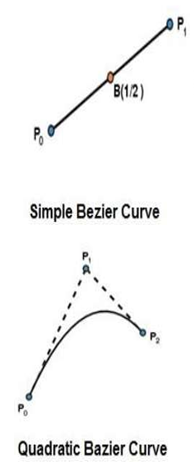 P1
B(1/2)
P0
Simple Bezier Curve
P1
P2
P0
Quadratic Bazier Curve